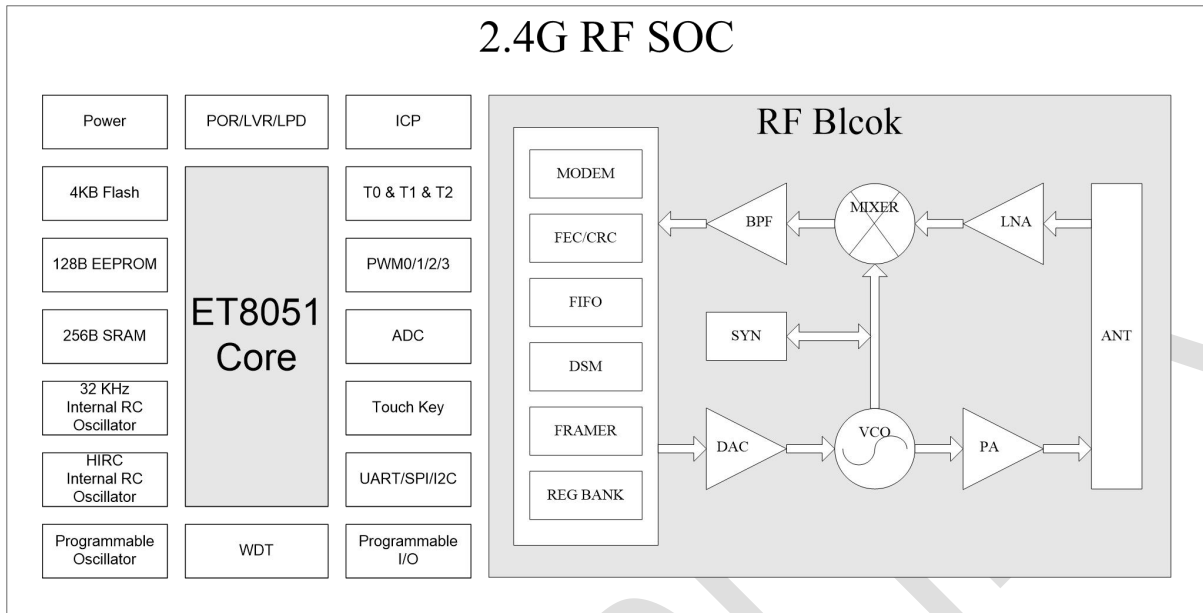 2.4G RF SOC
Power
POR/LVR/LPD
ICP
4KB Flash
T0 & T1 & T2
128B EEPROM
PWM0/1/2/3
ET8051
Core
256B SRAM
ADC
32 KHz
Internal RC
Oscillator
Touch Key
HIRC
Internal RC
Oscillator
UART/SPI/I2C
Programmable
Oscillator
WDT
Programmable
I/O
RF Blcok
MODEM
FEC/CRC
FIFO
DSM
FRAMER
REG BANK
BPF
MIXER
LNA
SYN
ANT
DAC
VCO
PA